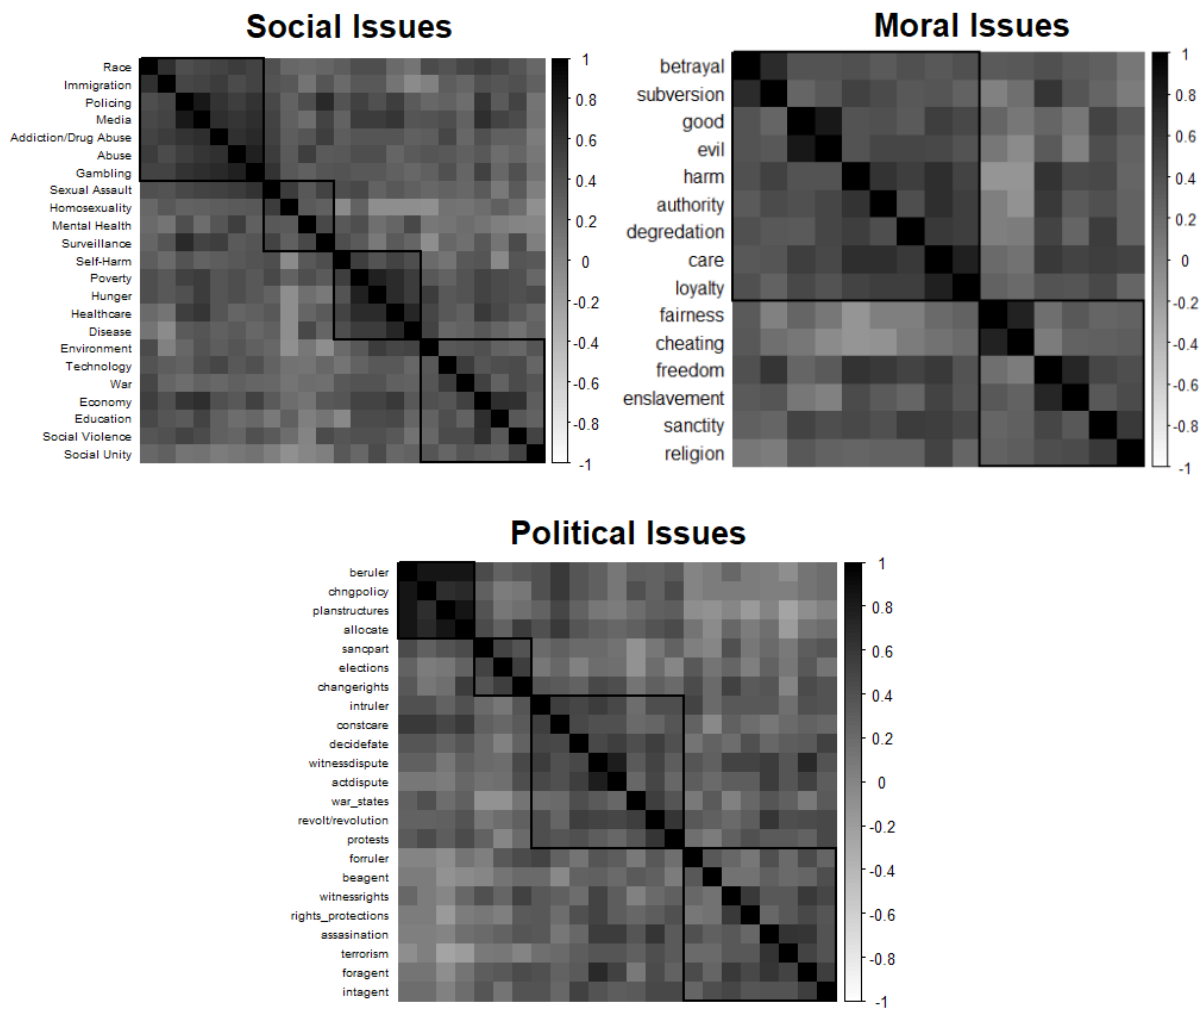 Social Issues
Race
Immigration
Policing
Media
Addiction/Drug Abuse
Abuse
Gambling
Sexual Assault
Homosexuality
Mental Health
Surveillance
Self-Harm
Poverty
Hunger
Healthcare
Disease
Environment
Technology
War
Economy
Education
Social Violence
Social Unity
1
0.8
0.6
0.4
0.2
0
-0.2
-0.4
-0.6
-0.8
-1
Moral Issues
betrayal
subversion
good
evil
harm
authority
degredation
care
loyalty
fairness
cheating
freedom
enslavement
sanctity
religion
1
0.8
0.6
0.4
0.2
0
-0.2
-0.4
-0.6
-0.8
-1
Political Issues
beruler
chngpolicy
planstructures
allocate
sancpart
elections
changerights
intruler
constcare
decidefate
witnessdispute
actdispute
war_states
revolt/revolution
protests
forruler
beagent
witnessrights
rights_protections
assasination
terrorism
foragent
intagent
1
0.8
0.6
0.4
0.2
0
-0.2
-0.4
-0.6
-0.8
-1